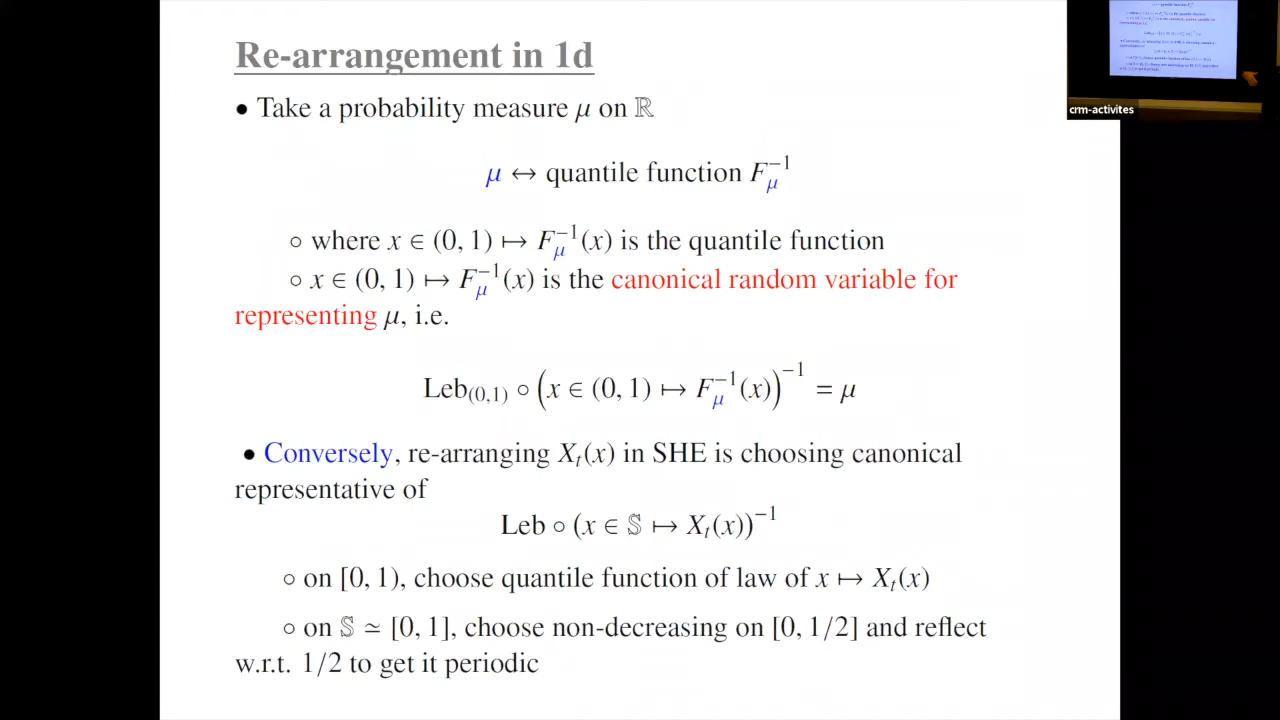 Re-arrangement in 1d
• Take a probability measure μ on ℝ
μ ↔ quantile function F_μ^{-1}
∘ where x ∈ (0, 1) ↦ F_μ^{-1}(x) is the quantile function
∘ x ∈ (0, 1) ↦ F_μ^{-1}(x) is the canonical random variable for
representing μ, i.e.
Leb_{(0,1)} ∘ (x ∈ (0, 1) ↦ F_μ^{-1}(x))^{-1} = μ
• Conversely, re-arranging X_t(x) in SHE is choosing canonical
representative of
Leb ∘ (x ∈ 𝕊 ↦ X_t(x))^{-1}
∘ on [0, 1), choose quantile function of law of x ↦ X_t(x)
∘ on 𝕊 ≃ [0, 1], choose non-decreasing on [0, 1/2] and reflect
w.r.t. 1/2 to get it periodic
crm-activites